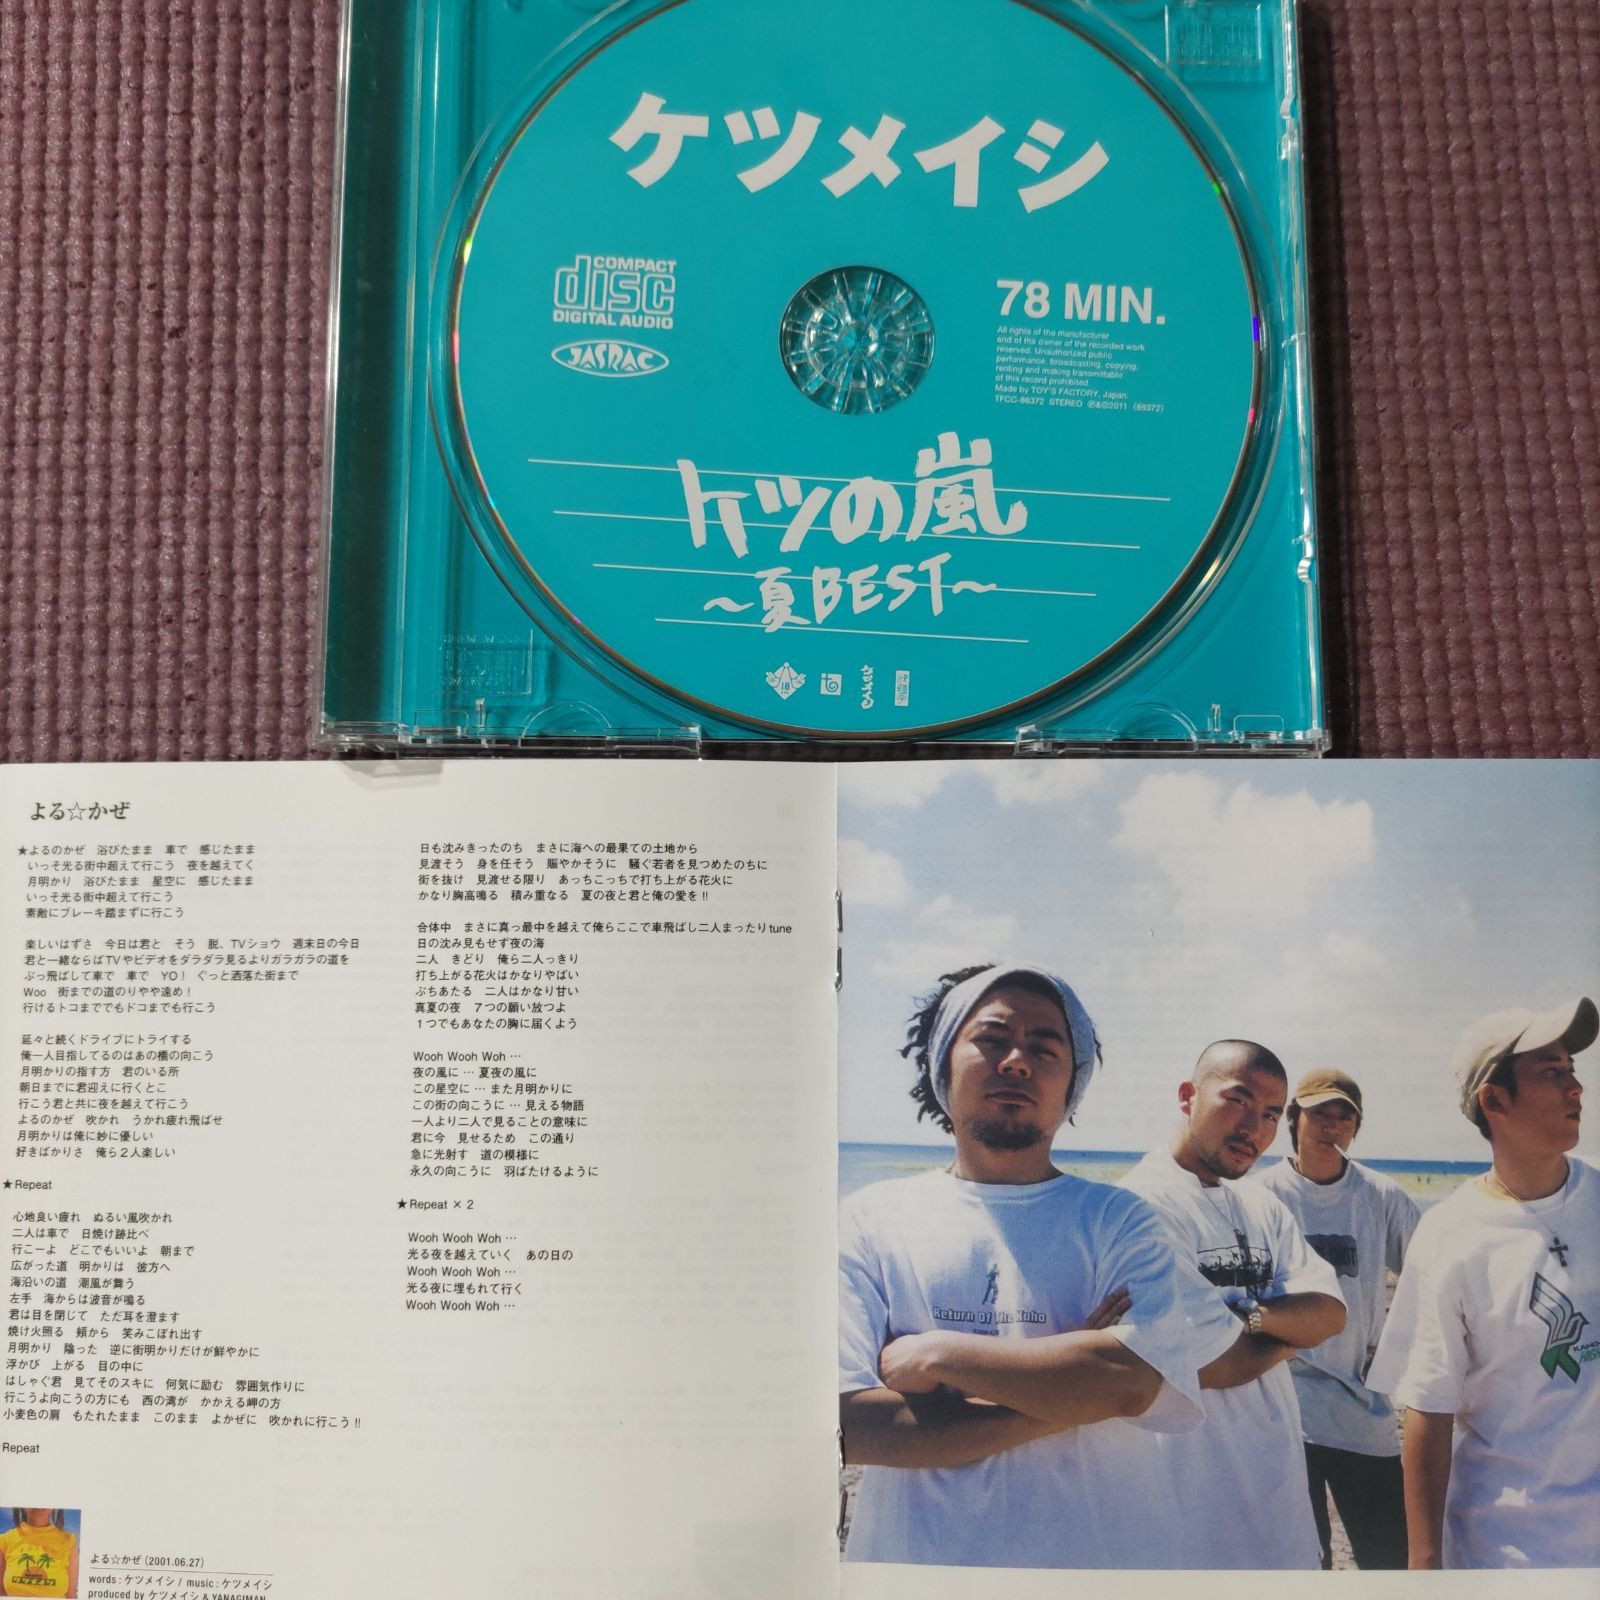 ケツメイシ
COMPACT
disc
DIGITAL AUDIO
JASRAC
78 MIN.
All rights of the manufacturer
and of the owner of the recorded work
reserved. Unauthorized public
performance, broadcasting, copying,
renting and making transmittable
of this record prohibited.
Made by TOY'S FACTORY, Japan.
TFCC-86372 STEREO ℗&©2011 (86372)
ケツの嵐
～夏BEST～
18
よる☆かぜ
★よるのかぜ　浴びたまま　車で　感じたまま
いっそ光る街中超えて行こう　夜を越えてく
月明かり　浴びたまま　星空に　感じたまま
いっそ光る街中超えて行こう
素敵にブレーキ踏まずに行こう
楽しいはずさ　今日は君と　そう　脱、TVショウ　週末日の今日
君と一緒ならばTVやビデオをダラダラ見るよりガラガラの道を
ぶっ飛ばして車で　車で　YO！　ぐっと洒落た街まで
Woo　街までの道のりやや遠め！
行けるトコまででもドコまでも行こう
延々と続くドライブにトライする
俺一人目指してるのはあの橋の向こう
月明かりの指す方　君のいる所
朝日までに君迎えに行くとこ
行こう君と共に夜を越えて行こう
よるのかぜ　吹かれ　うかれ疲れ飛ばせ
月明かりは俺に妙に優しい
好きばかりさ　俺ら２人楽しい
★Repeat
心地良い疲れ　ぬるい風吹かれ
二人は車で　日焼け跡比べ
行こーよ　どこでもいいよ　朝まで
広がった道　明かりは　彼方へ
海沿いの道　潮風が舞う
左手　海からは波音が鳴る
君は目を閉じて　ただ耳を澄ます
焼け火照る　頬から　笑みこぼれ出す
月明かり　陰った　逆に街明かりだけが鮮やかに
浮かび　上がる　目の中に
はしゃぐ君　見てそのスキに　何気に励む　雰囲気作りに
行こうよ向こうの方にも　西の湾が　かかえる岬の方
小麦色の肩　もたれたまま　このまま　よかぜに　吹かれに行こう!!
Repeat
よる☆かぜ (2001.06.27)
words : ケツメイシ / music : ケツメイシ
produced by ケツメイシ & YANAGIMAN
日も沈みきったのち　まさに海への最果ての土地から
見渡そう　身を任そう　賑やかそうに　騒ぐ若者を見つめたのちに
街を抜け　見渡せる限り　あっちこっちで打ち上がる花火に
かなり胸高鳴る　積み重なる　夏の夜と君と俺の愛を!!
合体中　まさに真っ最中を越えて俺らここで車飛ばし二人まったりtune
日の沈み見もせず夜の海
二人　きどり　俺ら二人っきり
打ち上がる花火はかなりやばい
ぶちあたる　二人はかなり甘い
真夏の夜　７つの願い放つよ
１つでもあなたの胸に届くよう
Wooh Wooh Woh …
夜の風に … 夏夜の風に
この星空に … また月明かりに
この街の向こうに … 見える物語
一人より二人で見ることの意味に
君に今　見せるため　この通り
急に光射す　道の模様に
永久の向こうに　羽ばたけるように
★Repeat × 2
Wooh Wooh Woh …
光る夜を越えていく　あの日の
Wooh Wooh Woh …
光る夜に埋もれて行く
Wooh Wooh Woh …
Return Of The Kuho